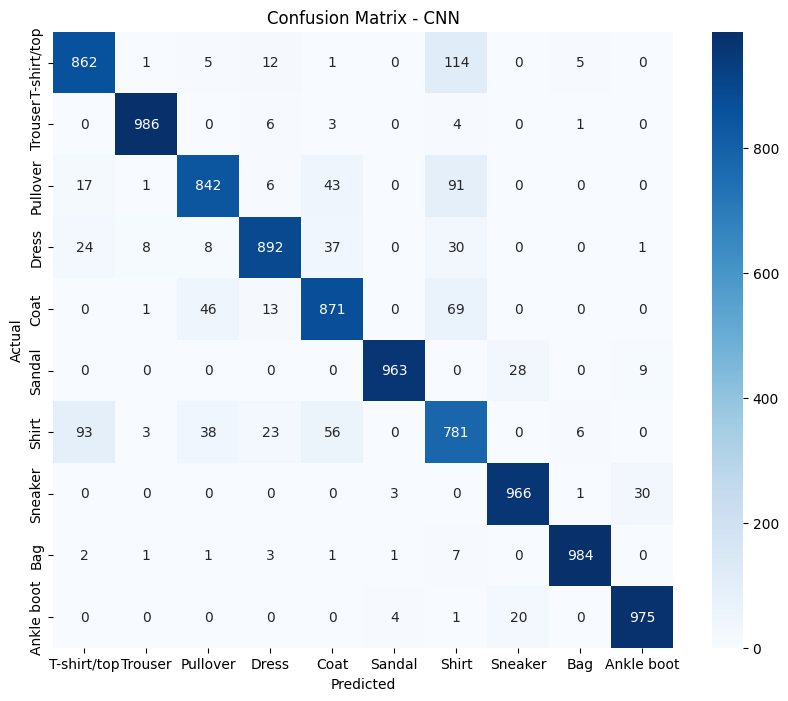 Confusion Matrix - CNN
Actual
T-shirt/top 862 1 5 12 1 0 114 0 5 0
Trouser 0 986 0 6 3 0 4 0 1 0
Pullover 17 1 842 6 43 0 91 0 0 0
Dress 24 8 8 892 37 0 30 0 0 1
Coat 0 1 46 13 871 0 69 0 0 0
Sandal 0 0 0 0 0 963 0 28 0 9
Shirt 93 3 38 23 56 0 781 0 6 0
Sneaker 0 0 0 0 0 3 0 966 1 30
Bag 2 1 1 3 1 1 7 0 984 0
Ankle boot 0 0 0 0 0 4 1 20 0 975
T-shirt/top Trouser Pullover Dress Coat Sandal Shirt Sneaker Bag Ankle boot
Predicted
800
600
400
200
0